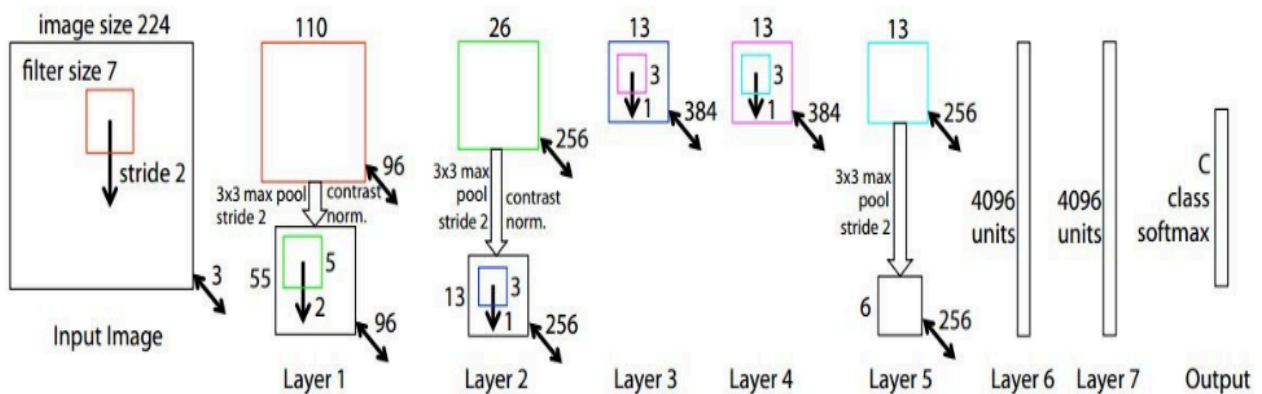 image size 224
filter size 7
stride 2
3
Input Image
110
96
3x3 max pool
stride 2
contrast
norm.
55
5
2
96
Layer 1
26
256
3x3 max
pool
stride 2
contrast
norm.
13
3
1
256
Layer 2
13
3
1
384
Layer 3
13
3
1
384
Layer 4
13
256
3x3 max
pool
stride 2
6
256
Layer 5
4096
units
Layer 6
4096
units
Layer 7
C
class
softmax
Output